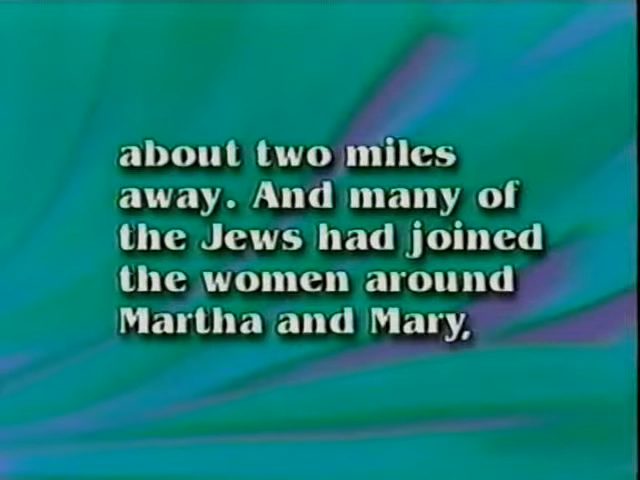 about two miles
away. And many of
the Jews had joined
the women around
Martha and Mary,